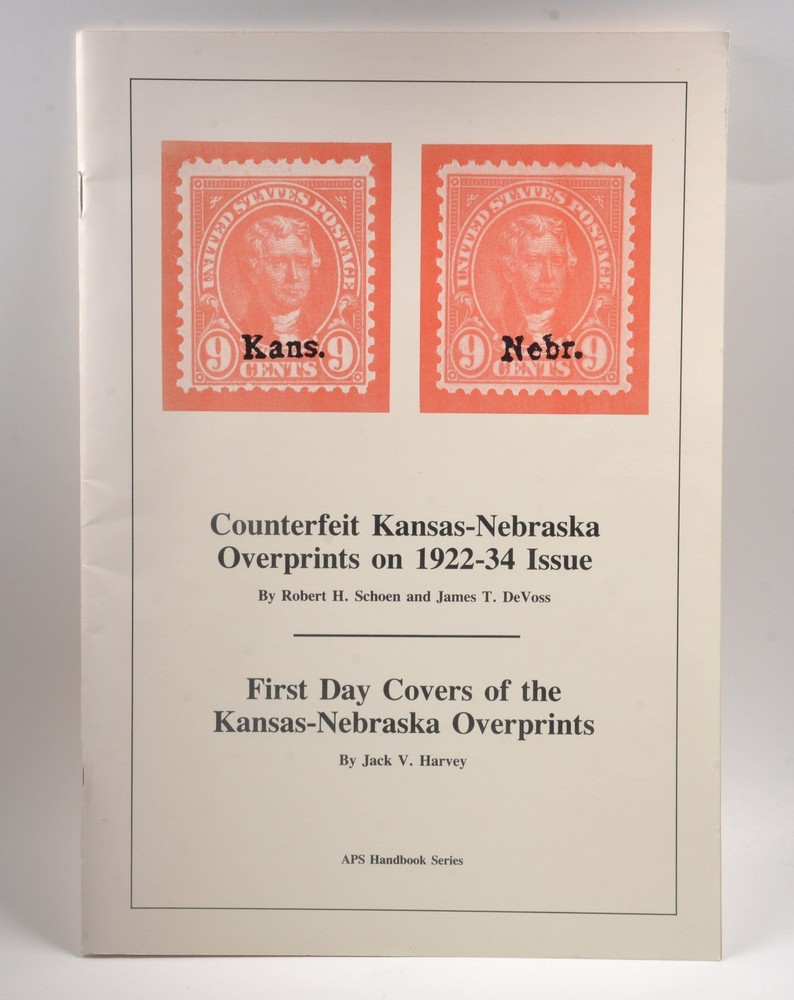 UNITED STATES POSTAGE
Kans.
9 9
CENTS
UNITED STATES POSTAGE
Nebr.
9 9
CENTS
Counterfeit Kansas-Nebraska
Overprints on 1922-34 Issue
By Robert H. Schoen and James T. DeVoss
First Day Covers of the
Kansas-Nebraska Overprints
By Jack V. Harvey
APS Handbook Series